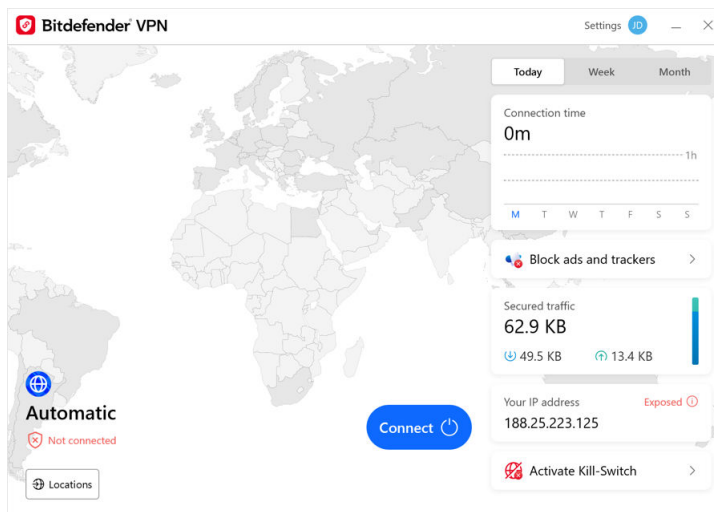 Bitdefender® VPN
Settings JD
Today Week Month
Connection time
0m
1h
M T W T F S S
Block ads and trackers
Secured traffic
62.9 KB
49.5 KB 13.4 KB
Your IP address Exposed
188.25.223.125
Activate Kill-Switch
Automatic
Not connected
Connect
Locations